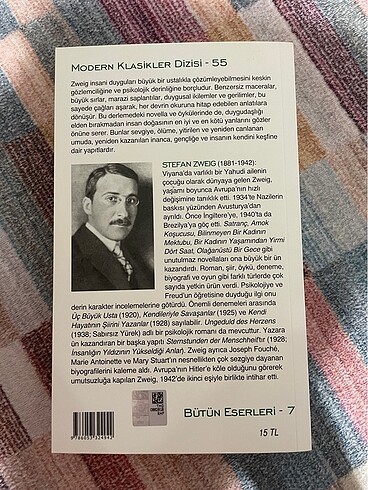 MODERN KLASİKLER DİZİSİ - 55
Zweig insani duyguları büyük bir ustalıkla çözümleyebilmesini keskin
gözlemciliğine ve psikolojik derinliğine borçludur. Benzersiz maceralar,
büyük sırlar, marazi saplantılar, duygusal ikilemler ve gerilimler, bu
sayede çağları aşarak, her devrin okuruna hitap edebilen anlatılara
dönüşür. Bu derlemedeki novella ve öykülerinde de, duygudaşlığı
elden bırakmadan insan doğasının en iyi ve en kötü yanlarını gözler
önüne serer. Bunlar sevgiye, ölüme, yitirilen ve yeniden canlanan
umuda, yeniden kazanılan inanca, gençliğe ve insanın kendini keşfine
dair yapıtlardır.
STEFAN ZWEIG (1881-1942):
Viyana'da varlıklı bir Yahudi ailenin
çocuğu olarak dünyaya gelen Zweig,
yaşamı boyunca Avrupa'nın hızlı
değişimine tanıklık etti. 1934'te Nazilerin
baskısı yüzünden Avusturya'dan
ayrıldı. Önce İngiltere'ye, 1940'ta da
Brezilya'ya göç etti. Satranç, Amok
Koşucusu, Bilinmeyen Bir Kadının
Mektubu, Bir Kadının Yaşamından Yirmi
Dört Saat, Olağanüstü Bir Gece gibi
unutulmaz novellaları ona büyük bir ün
kazandırdı. Roman, şiir, öykü, deneme,
biyografi ve oyun gibi farklı türlerde çok
sayıda yetkin ürün verdi. Psikolojiye ve
Freud'un öğretisine duyduğu ilgi onu
derin karakter incelemelerine götürdü. Önemli denemeleri arasında
Üç Büyük Usta (1920), Kendileriyle Savaşanlar (1925) ve Kendi
Hayatının Şiirini Yazanlar (1928) sayılabilir. Ungeduld des Herzens
(1938; Sabırsız Yürek) adlı bir psikolojik romanı da mevcuttur. Yazara
ün kazandıran bir başka yapıtı Sternstunden der Menschheit'tır (1928;
İnsanlığın Yıldızının Yükseldiği Anlar). Zweig ayrıca Joseph Fouché,
Marie Antoinette ve Mary Stuart'ın nesnellikten çok sezgiye dayanan
biyografilerini kaleme aldı. Avrupa'nın Hitler'e köle olduğunu görerek
umutsuzluğa kapılan Zweig, 1942'de ikinci eşiyle birlikte intihar etti.
BÜTÜN ESERLERİ - 7
9 786053 324942
15 TL